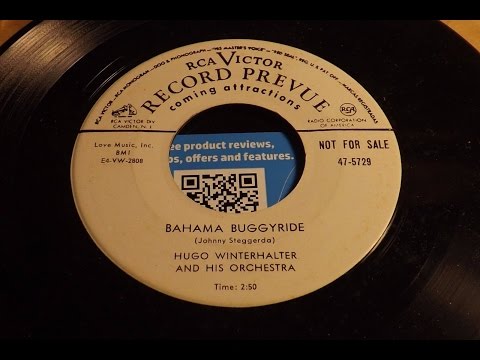 RCA VICTOR
RECORD PREVUE
coming attractions
RCA VICTOR DIV
CAMDEN, N. J.
RADIO CORPORATION
OF AMERICA
Love Music, Inc.
BMI
E4-VW-2808
NOT FOR SALE
47-5729
ee product reviews,
os, offers and features.
BAHAMA BUGGYRIDE
(Johnny Steggerda)
HUGO WINTERHALTER
AND HIS ORCHESTRA
Time: 2:50